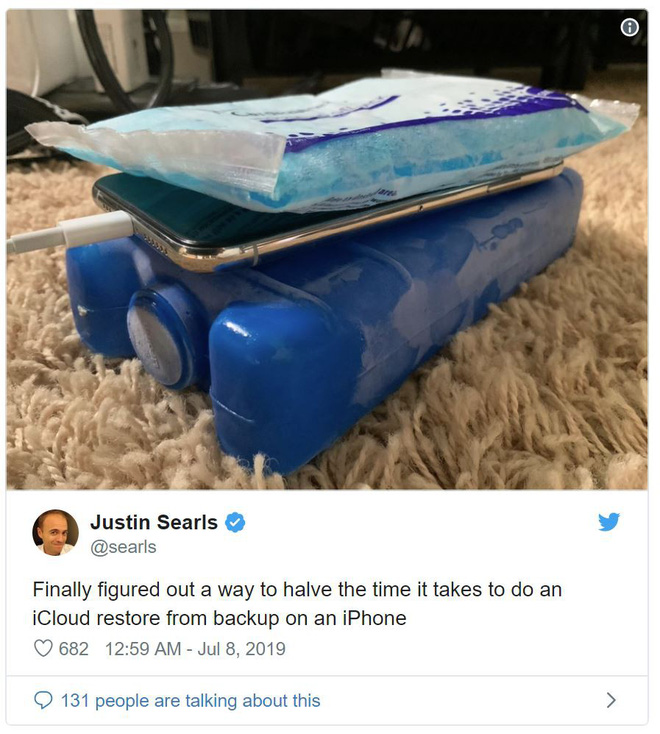 Justin Searls
@searls
Finally figured out a way to halve the time it takes to do an
iCloud restore from backup on an iPhone
682 12:59 AM - Jul 8, 2019
131 people are talking about this